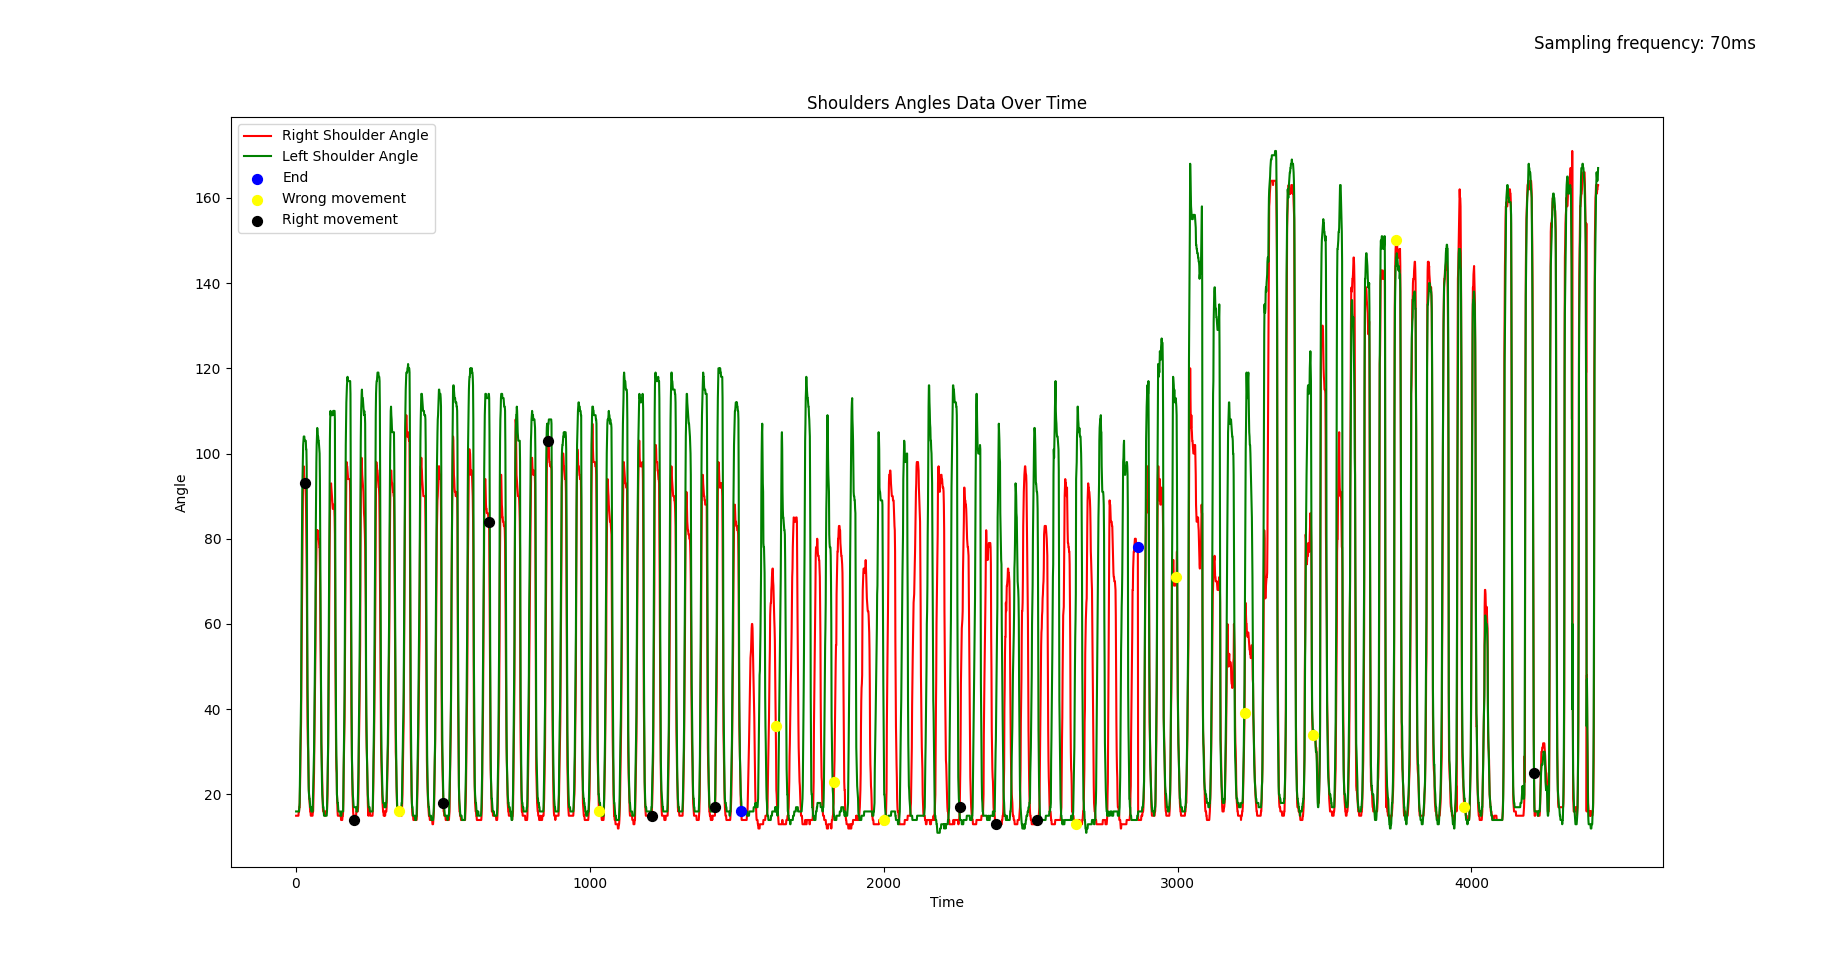 Sampling frequency: 70ms
Shoulders Angles Data Over Time
Right Shoulder Angle
Left Shoulder Angle
End
Wrong movement
Right movement
160
140
120
100
80
60
40
20
Angle
0 1000 2000 3000 4000
Time